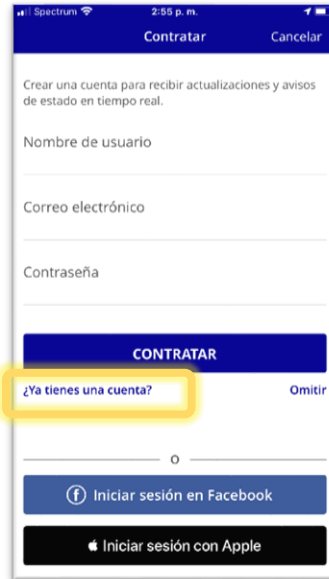 Spectrum 2:55 p. m.
Contratar Cancelar
Crear una cuenta para recibir actualizaciones y avisos
de estado en tiempo real.
Nombre de usuario
Correo electrónico
Contraseña
CONTRATAR
¿Ya tienes una cuenta? Omitir
O
f Iniciar sesión en Facebook
Iniciar sesión con Apple